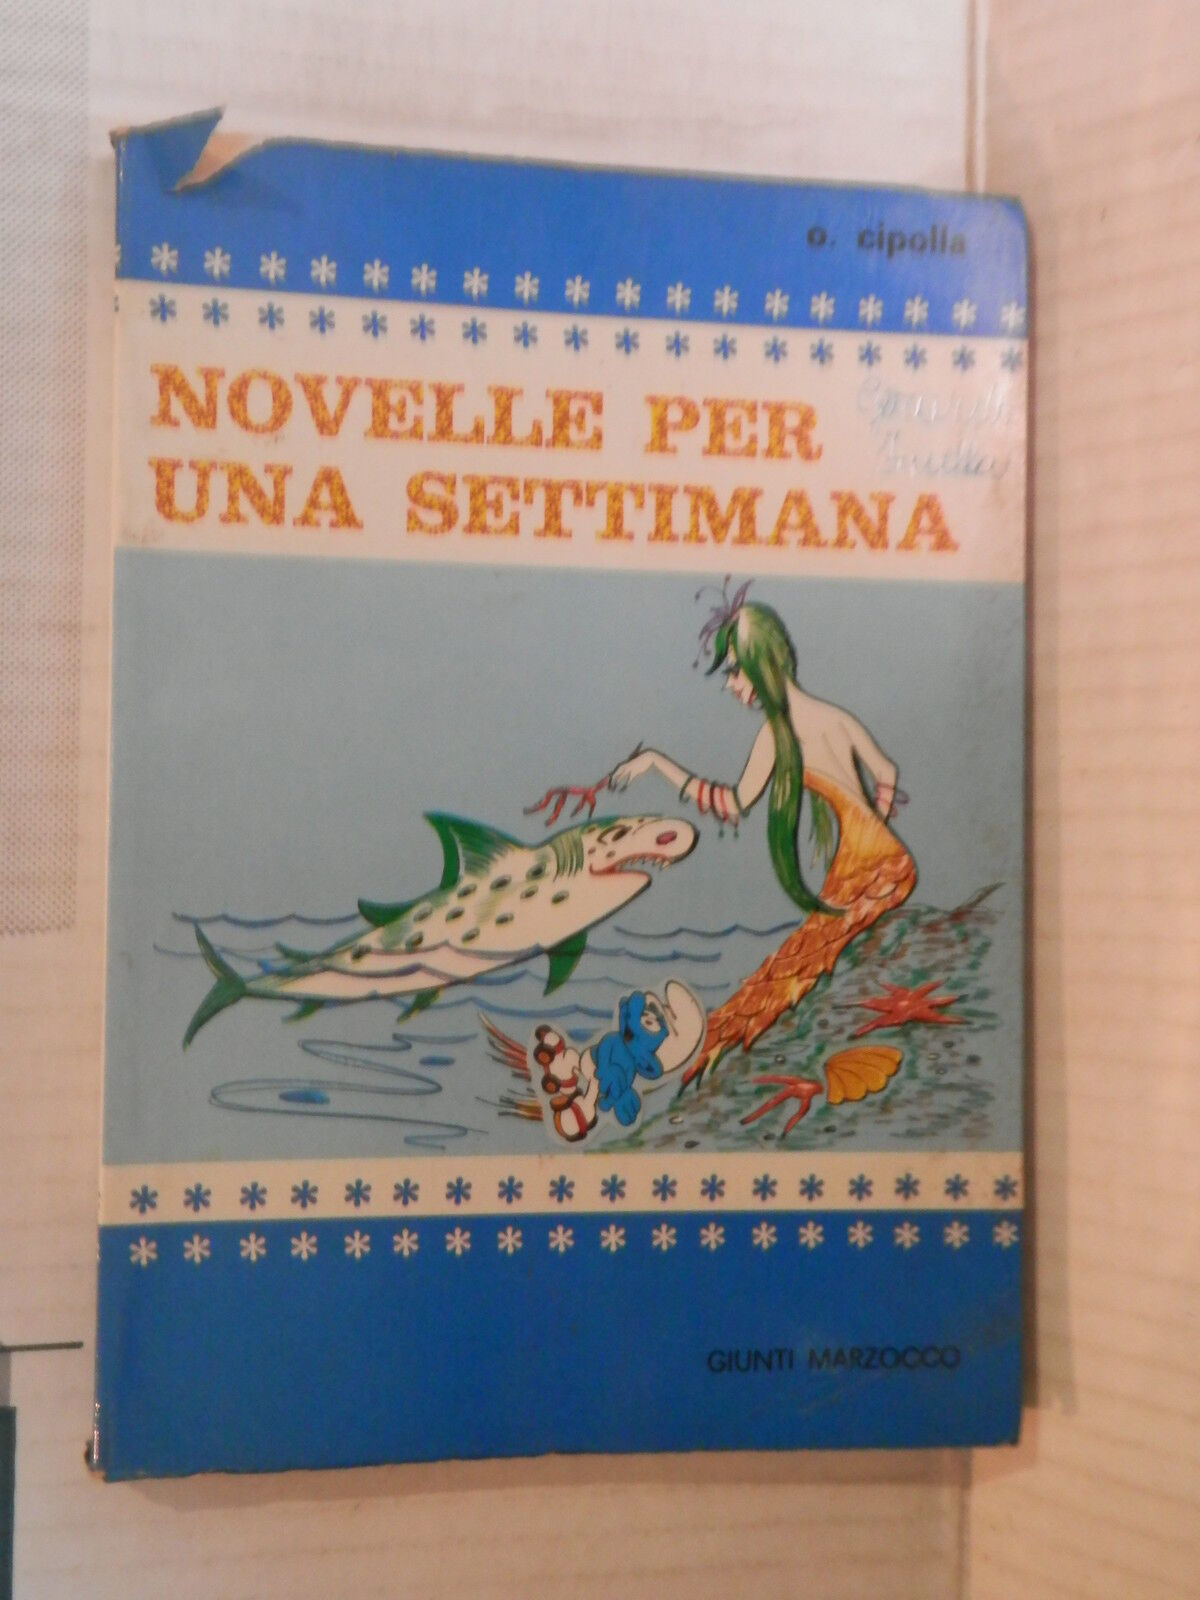 o. cipolla
NOVELLE PER
UNA SETTIMANA
GIUNTI MARZOCCO